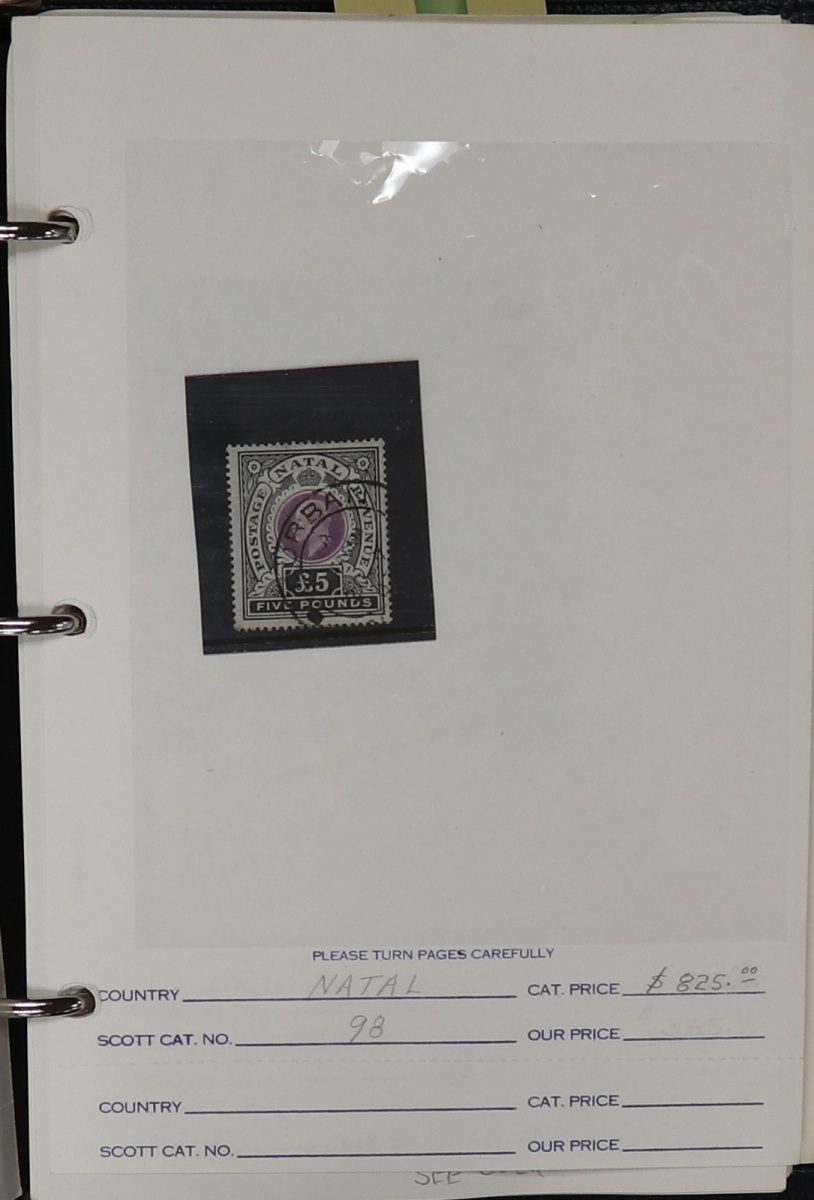 NATAL
POSTAGE
REVENUE
£5
FIVE POUNDS
PLEASE TURN PAGES CAREFULLY
COUNTRY NATAL CAT. PRICE $825.00
SCOTT CAT. NO. 98 OUR PRICE
COUNTRY CAT. PRICE
SCOTT CAT. NO. OUR PRICE
SEE